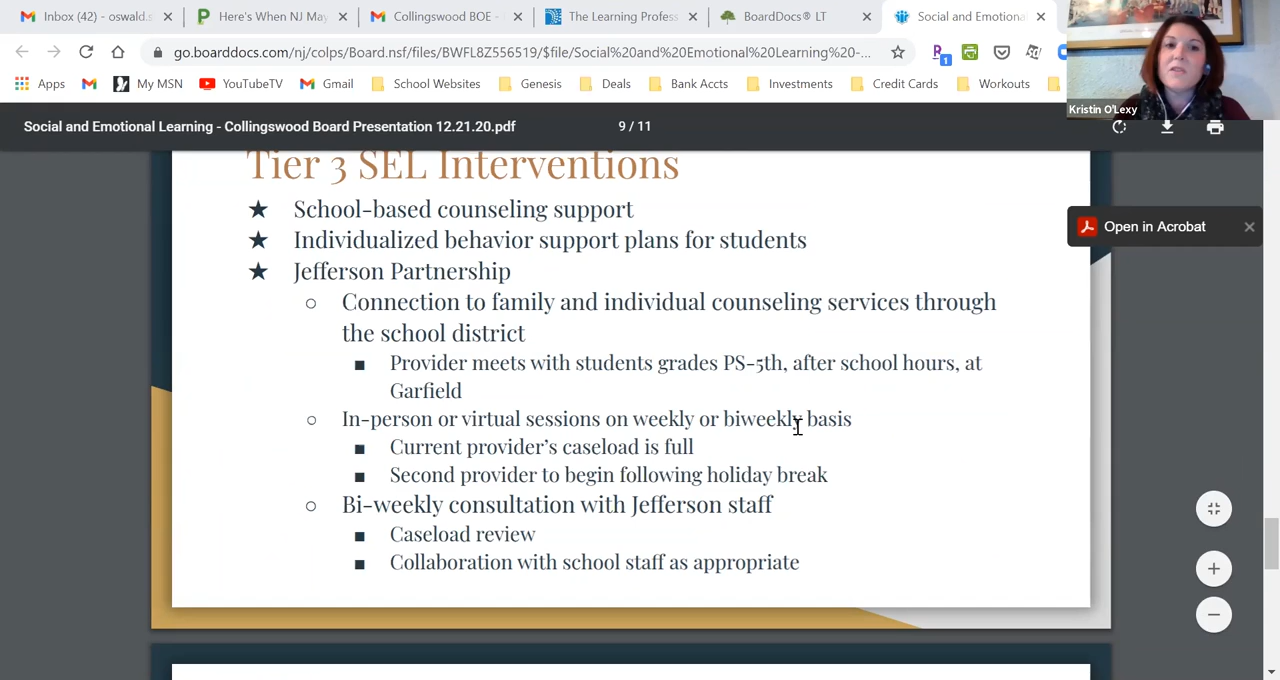 Inbox (42) - oswald.s
Here's When NJ May
Collingswood BOE -
The Learning Profess
BoardDocs® LT
Social and Emotiona
go.boarddocs.com/nj/colps/Board.nsf/files/BWFL8Z556519/$file/Social%20and%20Emotional%20Learning%20-...
1
Apps
My MSN
YouTubeTV
Gmail
School Websites
Genesis
Deals
Bank Accts
Investments
Credit Cards
Workouts
Kristin O'Lexy
Social and Emotional Learning - Collingswood Board Presentation 12.21.20.pdf
9 / 11
Open in Acrobat
Tier 3 SEL Interventions
★ School-based counseling support
★ Individualized behavior support plans for students
★ Jefferson Partnership
○ Connection to family and individual counseling services through
the school district
■ Provider meets with students grades PS-5th, after school hours, at
Garfield
○ In-person or virtual sessions on weekly or biweekly basis
■ Current provider's caseload is full
■ Second provider to begin following holiday break
○ Bi-weekly consultation with Jefferson staff
■ Caseload review
■ Collaboration with school staff as appropriate